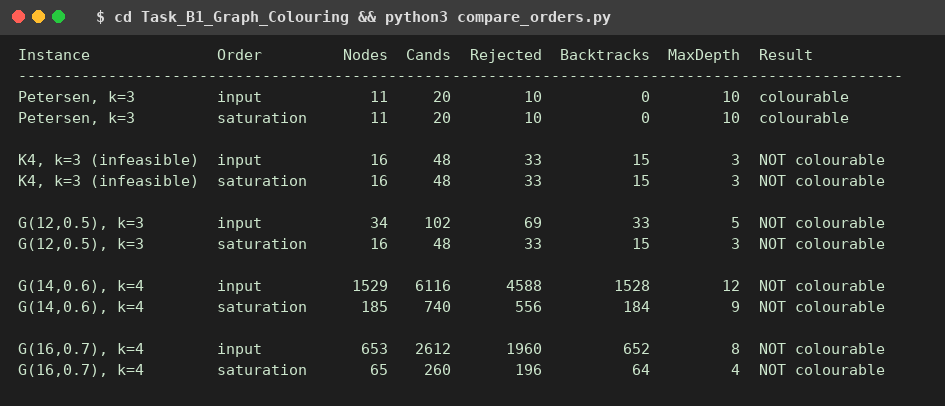 $ cd Task_B1_Graph_Colouring && python3 compare_orders.py
Instance Order Nodes Cands Rejected Backtracks MaxDepth Result
--------------------------------------------------------------------------------------------------
Petersen, k=3 input 11 20 10 0 10 colourable
Petersen, k=3 saturation 11 20 10 0 10 colourable
K4, k=3 (infeasible) input 16 48 33 15 3 NOT colourable
K4, k=3 (infeasible) saturation 16 48 33 15 3 NOT colourable
G(12,0.5), k=3 input 34 102 69 33 5 NOT colourable
G(12,0.5), k=3 saturation 16 48 33 15 3 NOT colourable
G(14,0.6), k=4 input 1529 6116 4588 1528 12 NOT colourable
G(14,0.6), k=4 saturation 185 740 556 184 9 NOT colourable
G(16,0.7), k=4 input 653 2612 1960 652 8 NOT colourable
G(16,0.7), k=4 saturation 65 260 196 64 4 NOT colourable